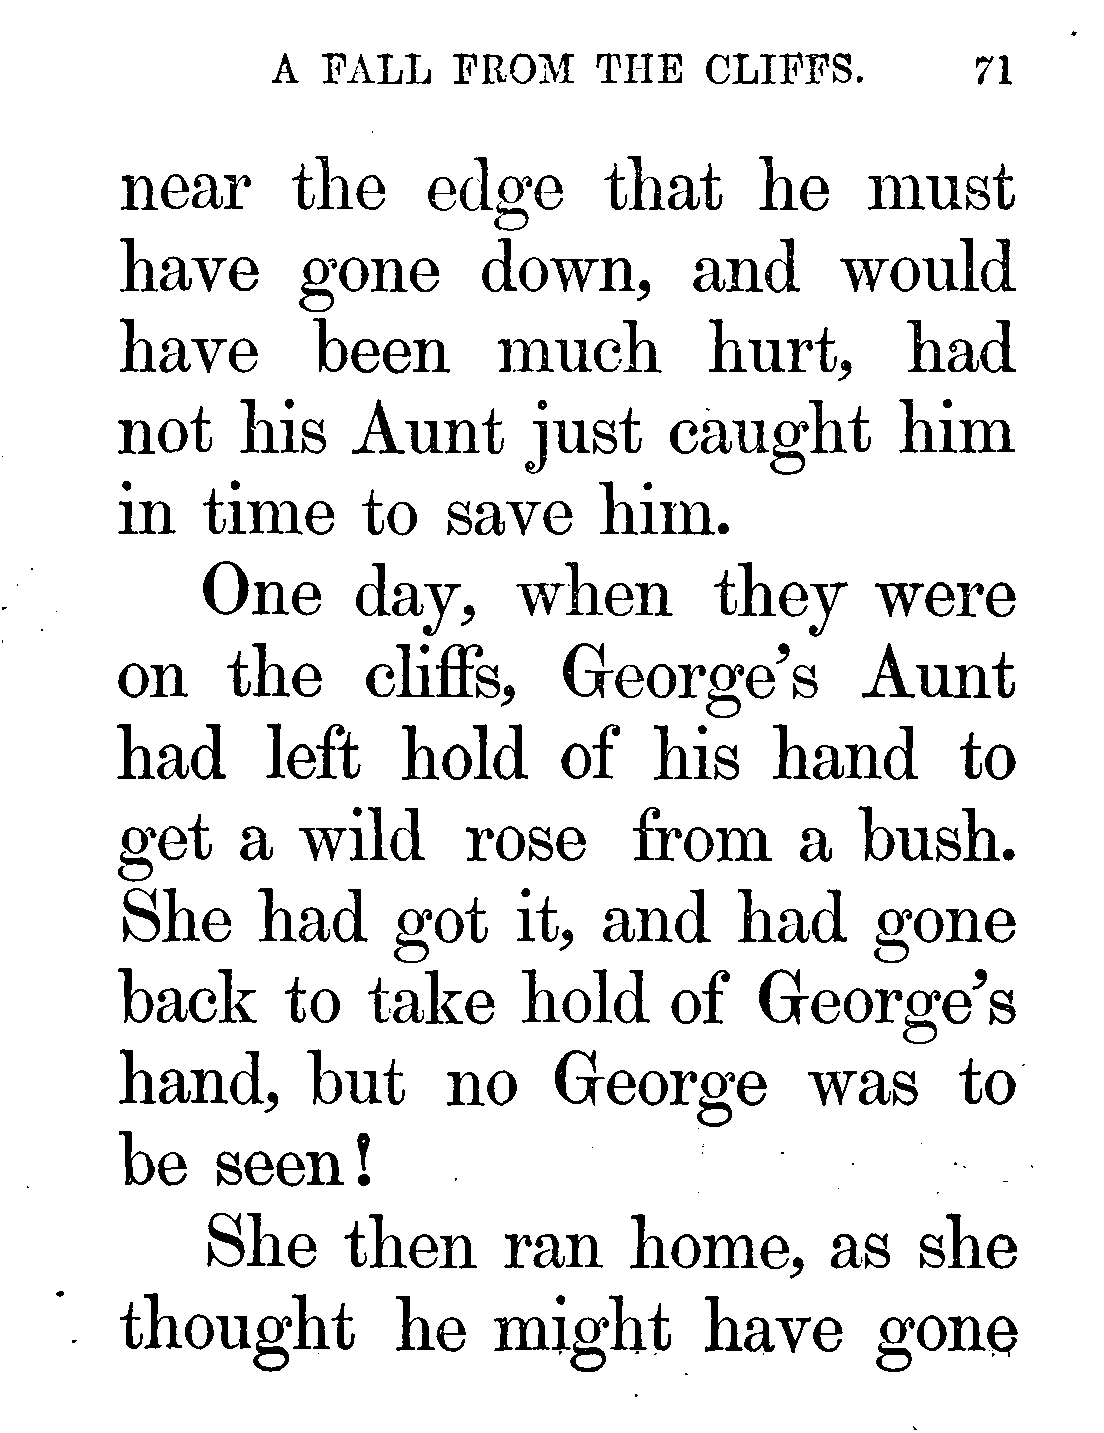 A FALL FROM THE CLIFFS. 71
near the edge that he must
have gone down, and would
have been much hurt, had
not his Aunt just caught him
in time to save him.
One day, when they were
on the cliffs, George's Aunt
had left hold of his hand to
get a wild rose from a bush.
She had got it, and had gone
back to take hold of George's
hand, but no George was to
be seen!
She then ran home, as she
thought he might have gone